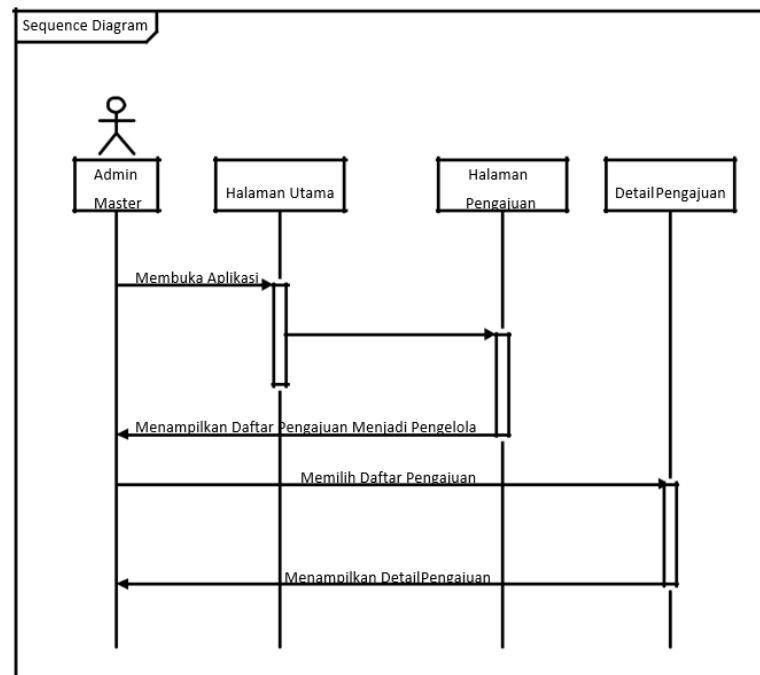 Sequence Diagram
Admin
Master
Halaman Utama
Halaman
Pengajuan
DetailPengajuan
Membuka Aplikasi
Menampilkan Daftar Pengajuan Menjadi Pengelola
Memilih Daftar Pengajuan
Menampilkan DetailPengajuan